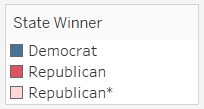 State Winner
Democrat
Republican
Republican*